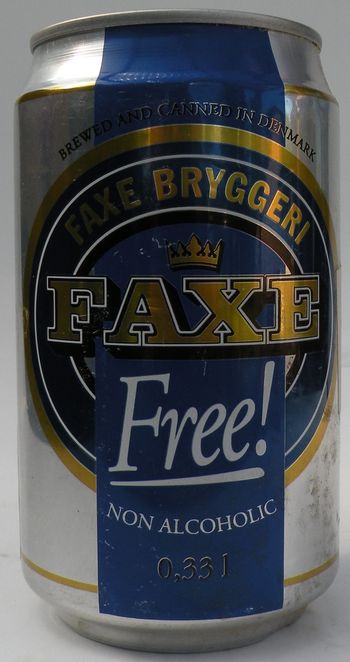 BREWED AND CANNED IN DENMARK
FAXE BRYGGERI
FAXE
Free!
NON ALCOHOLIC
0,33 l